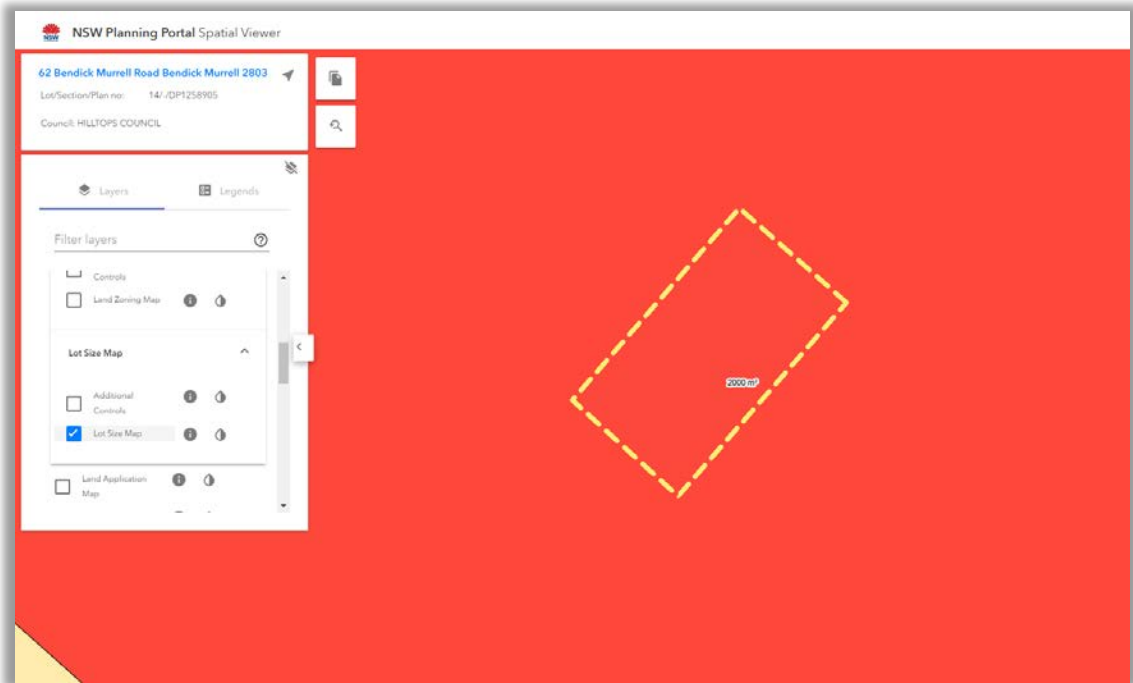 NSW
NSW Planning Portal Spatial Viewer
62 Bendick Murrell Road Bendick Murrell 2803
Lot/Section/Plan no: 14/-/DP1258905
Council: HILLTOPS COUNCIL
Layers
Legends
Filter layers
Controls
Land Zoning Map
Lot Size Map
Additional
Controls
Lot Size Map
Land Application
Map
2000 m²